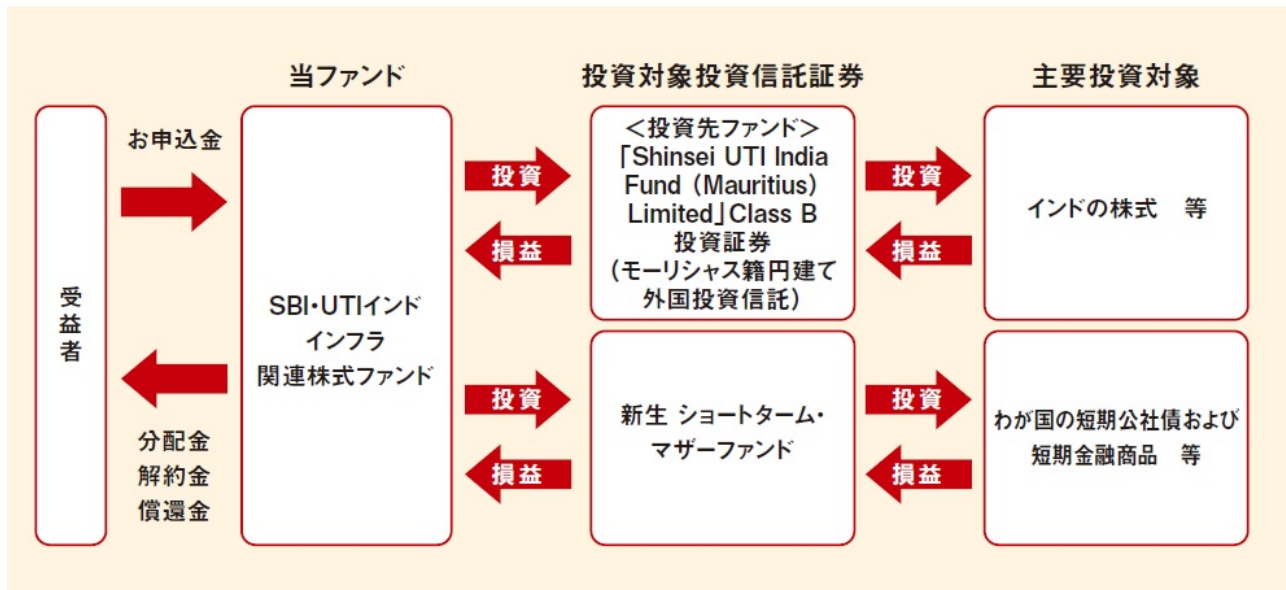 当ファンド
投資対象投資信託証券
主要投資対象
受益者
お申込金
分配金
解約金
償還金
SBI・UTIインド
インフラ
関連株式ファンド
投資
損益
<投資先ファンド>
「Shinsei UTI India
Fund (Mauritius)
Limited」Class B
投資証券
(モーリシャス籍円建て
外国投資信託)
投資
損益
インドの株式 等
投資
損益
新生 ショートターム・
マザーファンド
投資
損益
わが国の短期公社債および
短期金融商品 等